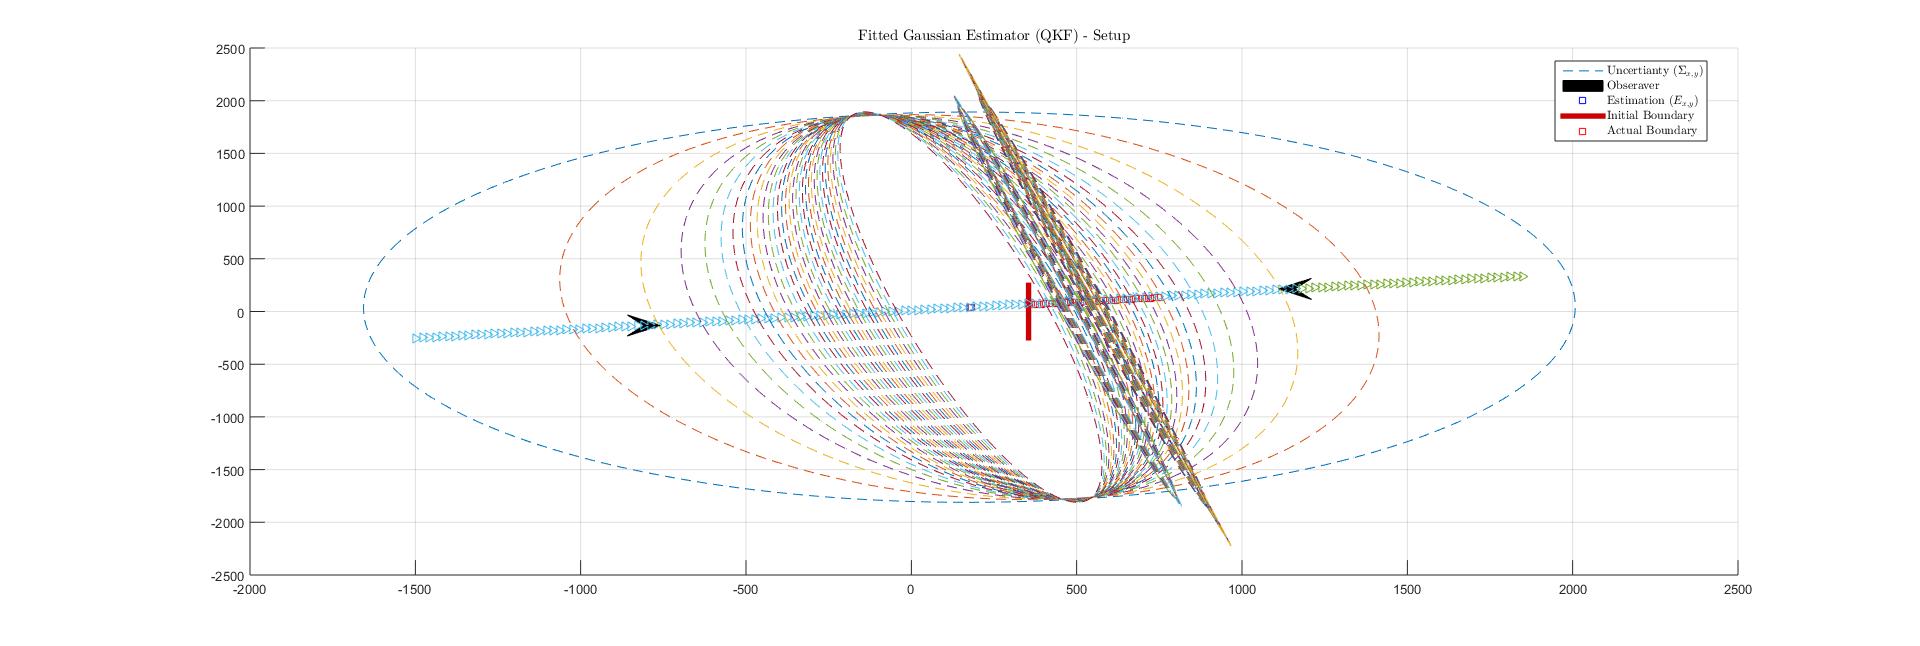 Fitted Gaussian Estimator (QKF) - Setup
2500
2000
1500
1000
500
0
-500
-1000
-1500
-2000
-2500
-2000 -1500 -1000 -500 0 500 1000 1500 2000 2500
Uncertianty (Σx,y)
Obseraver
Estimation (Ex,y)
Initial Boundary
Actual Boundary